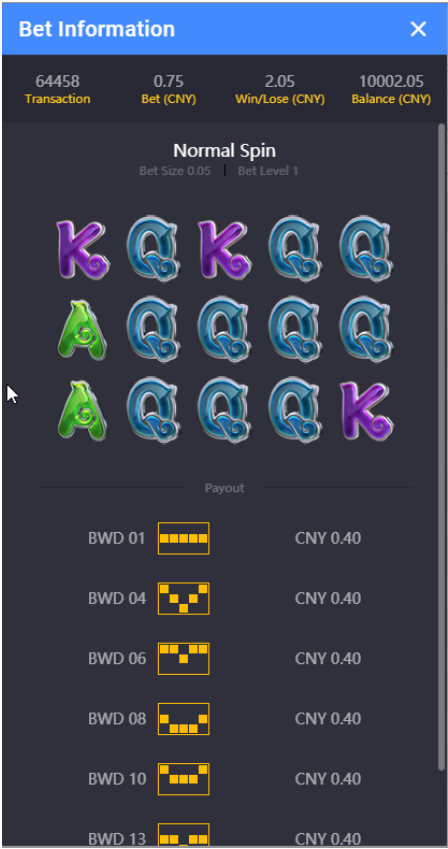 Bet Information
64458 0.75 2.05 10002.05
Transaction Bet (CNY) Win/Lose (CNY) Balance (CNY)
Normal Spin
Bet Size 0.05 | Bet Level 1
K Q K Q Q
A Q Q Q Q
A Q Q Q K
Payout
BWD 01 CNY 0.40
BWD 04 CNY 0.40
BWD 06 CNY 0.40
BWD 08 CNY 0.40
BWD 10 CNY 0.40
BWD 13 CNY 0.40